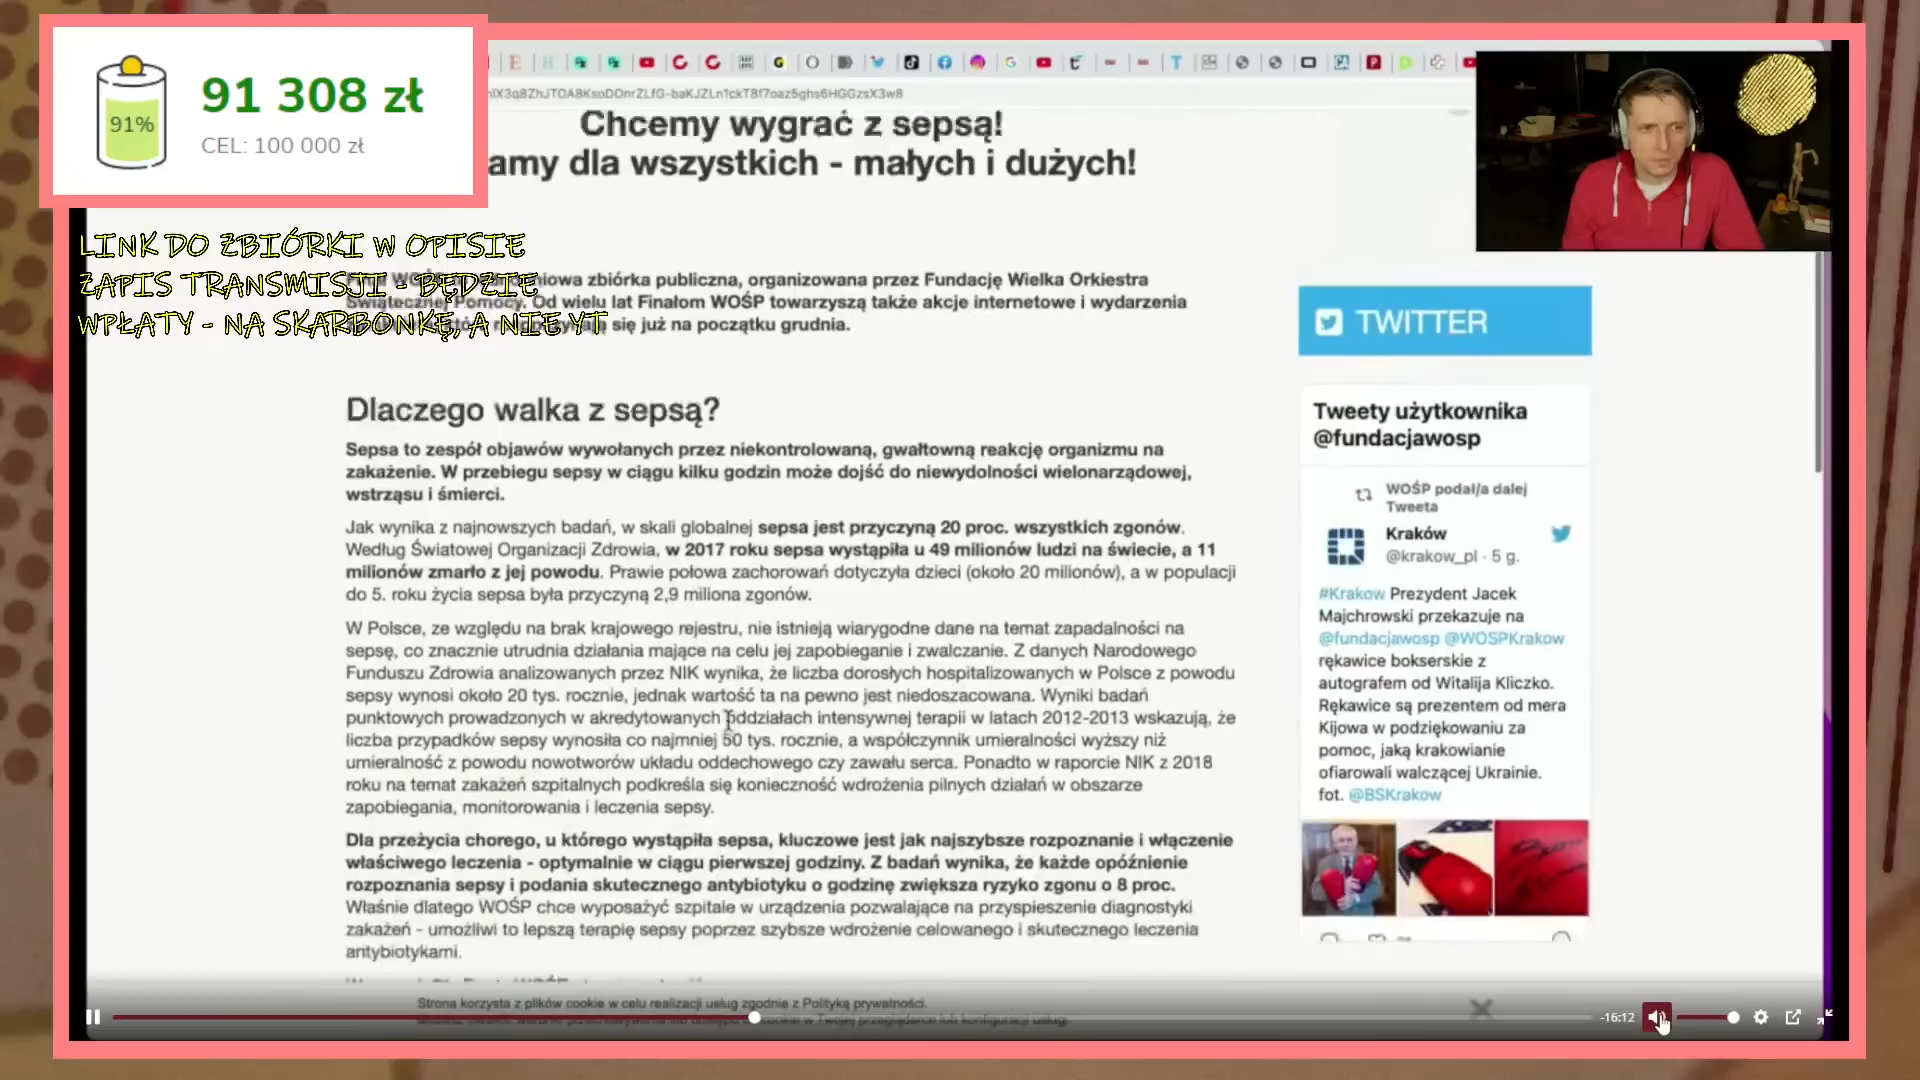 91 308 zł
91%
CEL: 100 000 zł
Chcemy wygrać z sepsą!
amy dla wszystkich - małych i dużych!
LINK DO ZBIÓRKI W OPISIE
ZAPIS TRANSMISJI - BĘDZIE
WPŁATY - NA SKARBONKĘ, A NIE YT
niowa zbiórka publiczna, organizowana przez Fundację Wielka Orkiestra
Świątecznej Pomocy. Od wielu lat Finałom WOŚP towarzyszą także akcje internetowe i wydarzenia
się już na początku grudnia.
Dlaczego walka z sepsą?
Sepsa to zespół objawów wywołanych przez niekontrolowaną, gwałtowną reakcję organizmu na
zakażenie. W przebiegu sepsy w ciągu kilku godzin może dojść do niewydolności wielonarządowej,
wstrząsu i śmierci.
Jak wynika z najnowszych badań, w skali globalnej sepsa jest przyczyną 20 proc. wszystkich zgonów.
Według Światowej Organizacji Zdrowia, w 2017 roku sepsa wystąpiła u 49 milionów ludzi na świecie, a 11
milionów zmarło z jej powodu. Prawie połowa zachorowań dotyczyła dzieci (około 20 milionów), a w populacji
do 5. roku życia sepsa była przyczyną 2,9 miliona zgonów.
W Polsce, ze względu na brak krajowego rejestru, nie istnieją wiarygodne dane na temat zapadalności na
sepsę, co znacznie utrudnia działania mające na celu jej zapobieganie i zwalczanie. Z danych Narodowego
Funduszu Zdrowia analizowanych przez NIK wynika, że liczba dorosłych hospitalizowanych w Polsce z powodu
sepsy wynosi około 20 tys. rocznie, jednak wartość ta na pewno jest niedoszacowana. Wyniki badań
punktowych prowadzonych w akredytowanych oddziałach intensywnej terapii w latach 2012-2013 wskazują, że
liczba przypadków sepsy wynosiła co najmniej 50 tys. rocznie, a współczynnik umieralności wyższy niż
umieralność z powodu nowotworów układu oddechowego czy zawału serca. Ponadto w raporcie NIK z 2018
roku na temat zakażeń szpitalnych podkreśla się konieczność wdrożenia pilnych działań w obszarze
zapobiegania, monitorowania i leczenia sepsy.
Dla przeżycia chorego, u którego wystąpiła sepsa, kluczowe jest jak najszybsze rozpoznanie i włączenie
właściwego leczenia - optymalnie w ciągu pierwszej godziny. Z badań wynika, że każde opóźnienie
rozpoznania sepsy i podania skutecznego antybiotyku o godzinę zwiększa ryzyko zgonu o 8 proc.
Właśnie dlatego WOŚP chce wyposażyć szpitale w urządzenia pozwalające na przyspieszenie diagnostyki
zakażeń - umożliwi to lepszą terapię sepsy poprzez szybsze wdrożenie celowanego i skutecznego leczenia
antybiotykami.
Strona korzysta z plików cookie w celu realizacji usług zgodnie z Polityką prywatności.
TWITTER
Tweety użytkownika
@fundacjawosp
WOŚP podał/a dalej
Tweeta
Kraków
@krakow_pl · 5 g.
#Krakow Prezydent Jacek
Majchrowski przekazuje na
@fundacjawosp @WOSPKrakow
rękawice bokserskie z
autografem od Witalija Kliczko.
Rękawice są prezentem od mera
Kijowa w podziękowaniu za
pomoc, jaką krakowianie
ofiarowali walczącej Ukrainie.
fot. @BSKrakow
-16:12